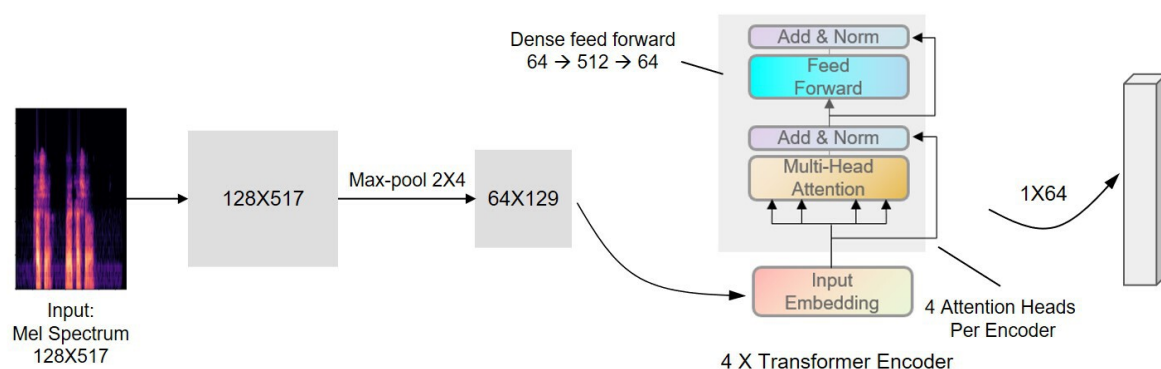 Input:
Mel Spectrum
128X517
128X517
Max-pool 2X4
64X129
Dense feed forward
64 → 512 → 64
Add & Norm
Feed
Forward
Add & Norm
Multi-Head
Attention
Input
Embedding
4 Attention Heads
Per Encoder
4 X Transformer Encoder
1X64